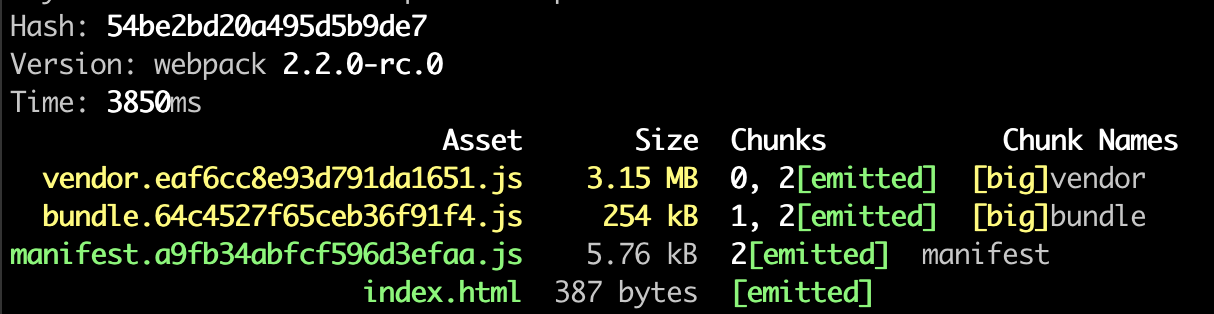 Hash: 54be2bd20a495d5b9de7
Version: webpack 2.2.0-rc.0
Time: 3850ms
Asset Size Chunks Chunk Names
vendor.eaf6cc8e93d791da1651.js 3.15 MB 0, 2[emitted] [big]vendor
bundle.64c4527f65ceb36f91f4.js 254 kB 1, 2[emitted] [big]bundle
manifest.a9fb34abfcf596d3efaa.js 5.76 kB 2[emitted] manifest
index.html 387 bytes [emitted]